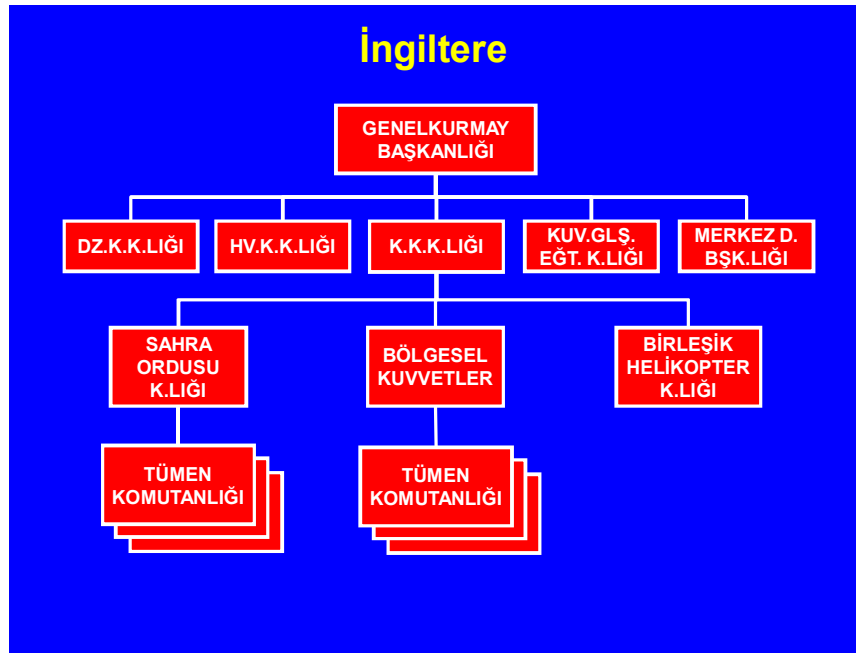 İngiltere
GENELKURMAY
BAŞKANLIĞI
DZ.K.K.LIĞI
HV.K.K.LIĞI
K.K.K.LIĞI
KUV.GLŞ.
EĞT. K.LIĞI
MERKEZ D.
BŞK.LIĞI
SAHRA
ORDUSU
K.LIĞI
BÖLGESEL
KUVVETLER
BİRLEŞİK
HELİKOPTER
K.LIĞI
TÜMEN
KOMUTANLIĞI
TÜMEN
KOMUTANLIĞI